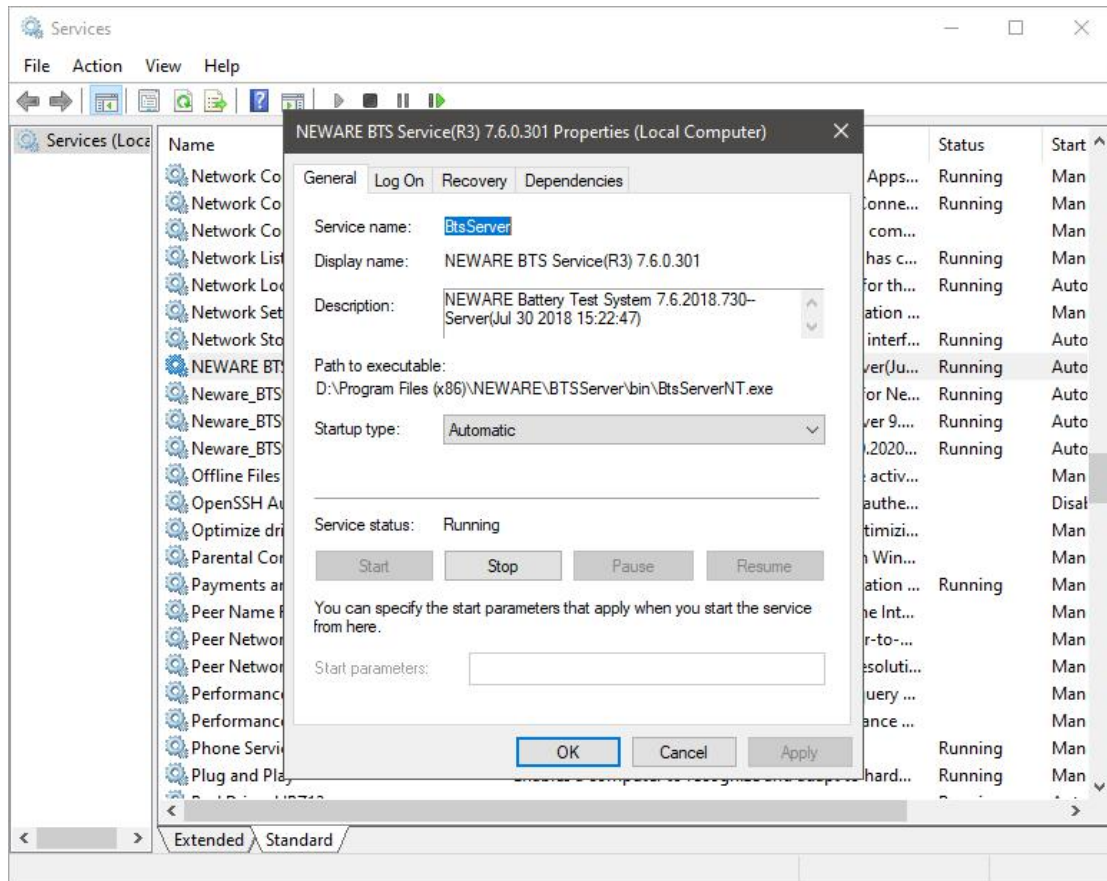 Services
File Action View Help
Services (Loca
Name
Status
Start
NEWARE BTS Service(R3) 7.6.0.301 Properties (Local Computer)
General Log On Recovery Dependencies
Service name: BtsServer
Display name: NEWARE BTS Service(R3) 7.6.0.301
Description: NEWARE Battery Test System 7.6.2018.730--
Server(Jul 30 2018 15:22:47)
Path to executable:
D:\Program Files (x86)\NEWARE\BTSServer\bin\BtsServerNT.exe
Startup type: Automatic
Service status: Running
Start Stop Pause Resume
You can specify the start parameters that apply when you start the service
from here.
Start parameters:
OK Cancel Apply
Network Co Apps... Running Man
Network Co Conne... Running Man
Network Co com... Man
Network List has c... Running Man
Network Loc for th... Running Auto
Network Set ation ... Man
Network Sto interf... Running Auto
NEWARE BTS ver(Ju... Running Auto
Neware_BTS or Ne... Running Auto
Neware_BTS ver 9.... Running Auto
Neware_BTS .2020... Running Auto
Offline Files activ... Man
OpenSSH Au authe... Disab
Optimize dri timizi... Man
Parental Cor Win... Man
Payments ar ation ... Running Man
Peer Name F ne Int... Man
Peer Networ r-to-... Man
Peer Networ esoluti... Man
Performance query ... Man
Performance ance ... Man
Phone Servi Running Man
Plug and Play hard... Running Man
Extended Standard